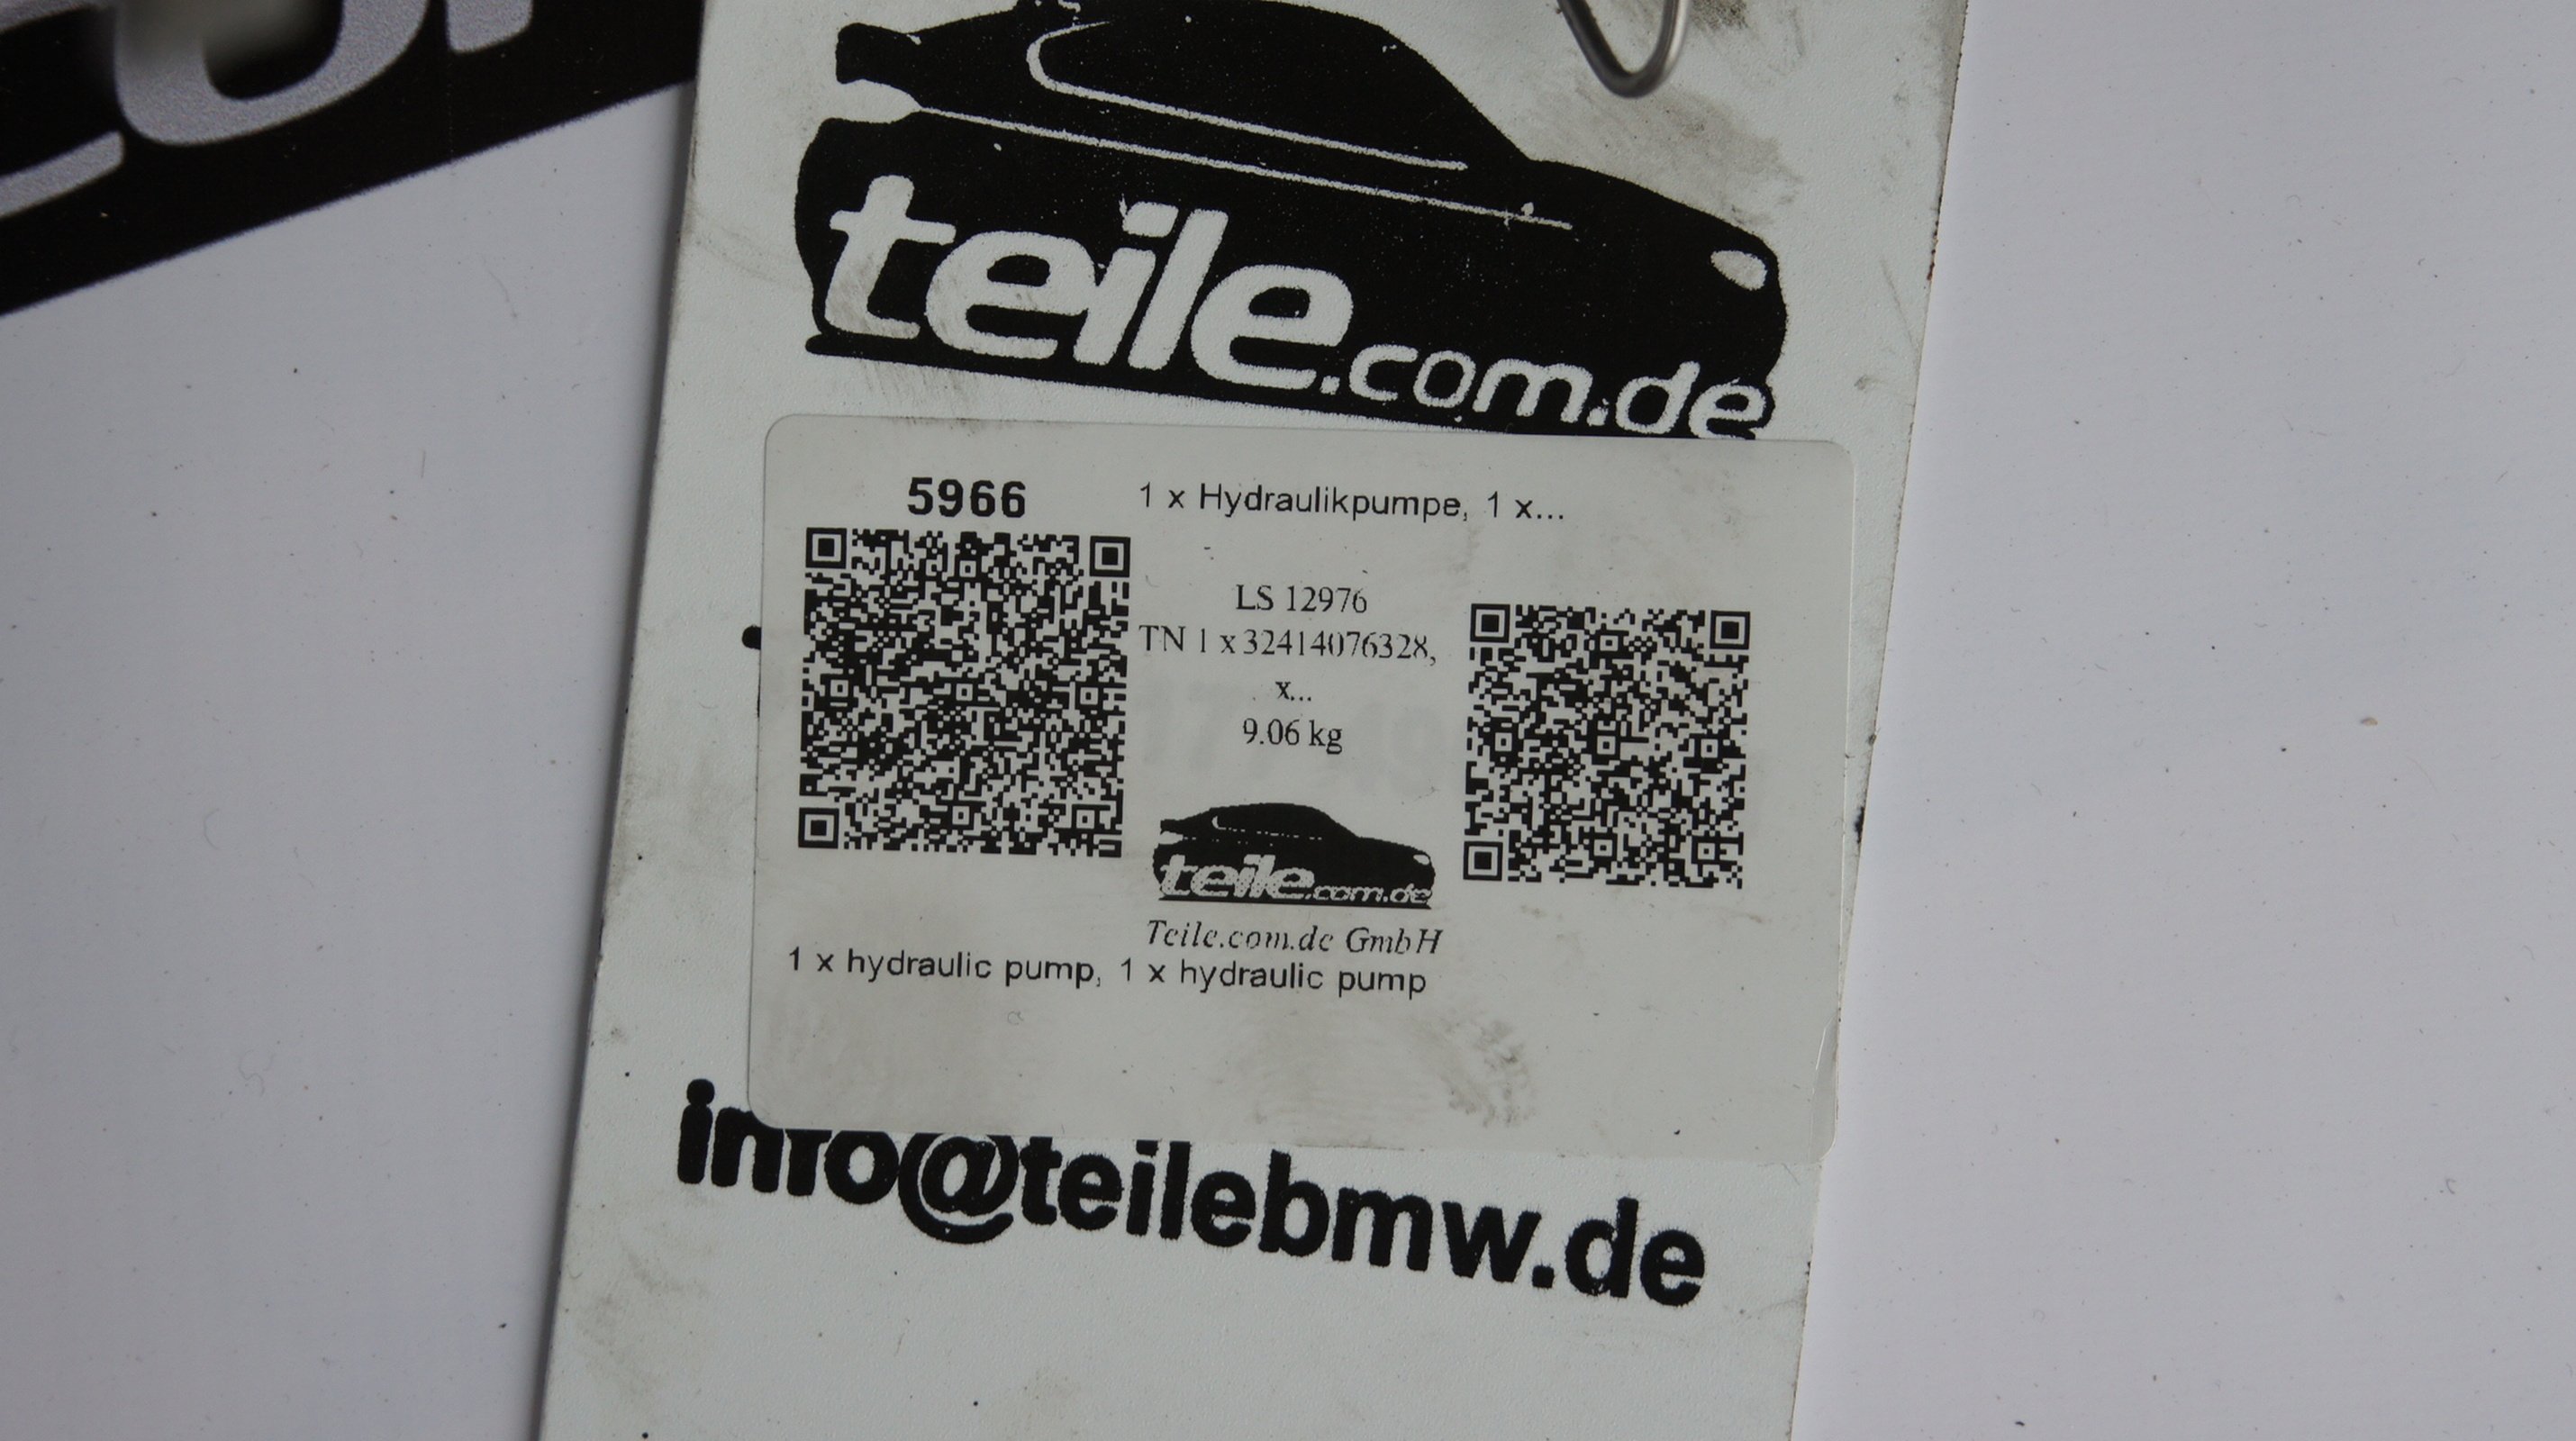 teile.com.de
5966
1 x Hydraulikpumpe, 1 x...
LS 12976
TN 1 x 32414076328,
x...
9.06 kg
teile.com.de
Teile.com.de GmbH
1 x hydraulic pump, 1 x hydraulic pump
info@teilebmw.de